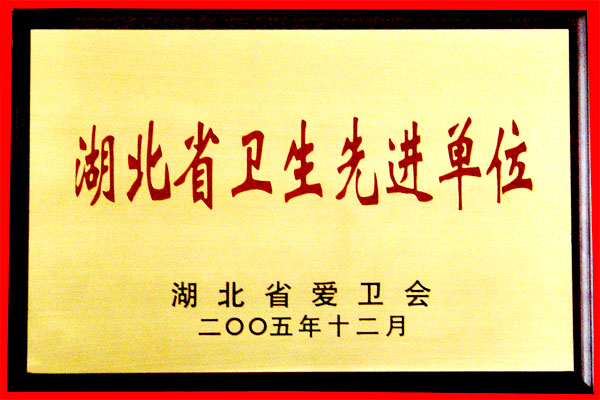 湖北省卫生先进单位
湖北省爱卫会
二〇〇五年十二月